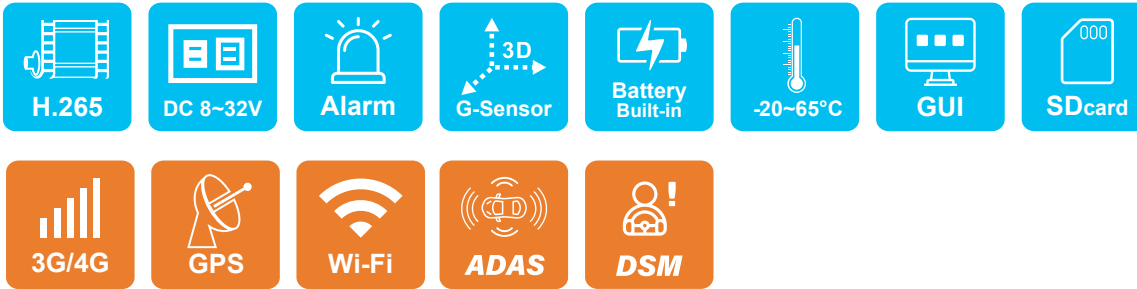 3D
H.265
DC 8~32V
Alarm
G-Sensor
Battery
Built-in
-20~65°C
GUI
SDcard
3G/4G
GPS
Wi-Fi
ADAS
DSM